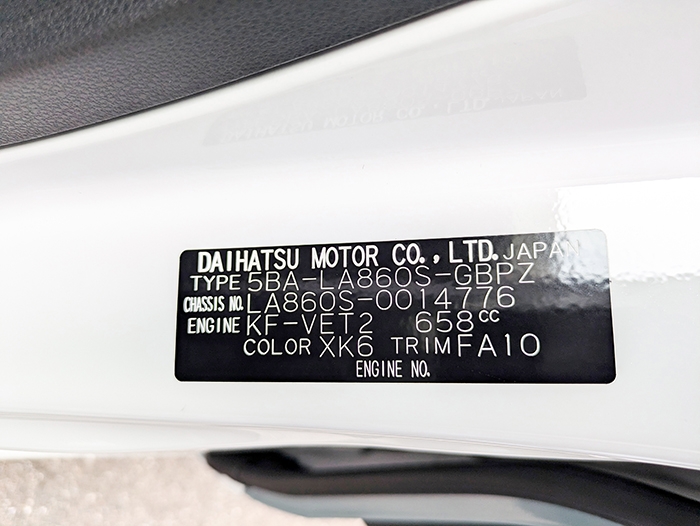 DAIHATSU MOTOR CO., LTD. JAPAN
TYPE 5BA-LA860S-GBPZ
CHASSIS NO. LA860S-0014776
ENGINE KF-VET2 658cc
COLOR XK6 TRIM FA10
ENGINE NO.